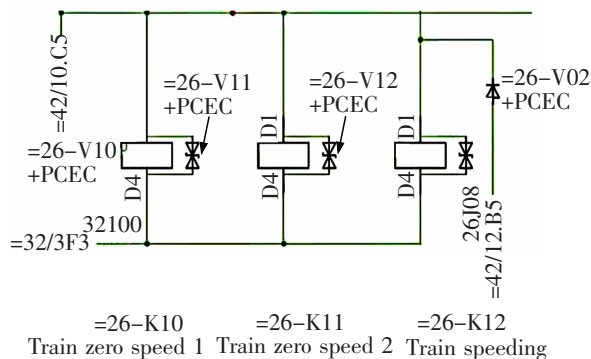 =42/10.C5
=26-V11
+PCEC
=26-V12
+PCEC
=26-V02
+PCEC
D1
D1
=26-V10
+PCEC
D4
D4
D4
26J08
=42/12.B5
32100
=32/3F3
=26-K10
Train zero speed 1
=26-K11
Train zero speed 2
=26-K12
Train speeding